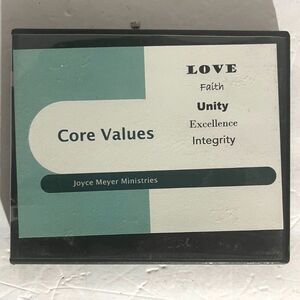 LOVE
Faith
Unity
Excellence
Integrity
Core Values
Joyce Meyer Ministries